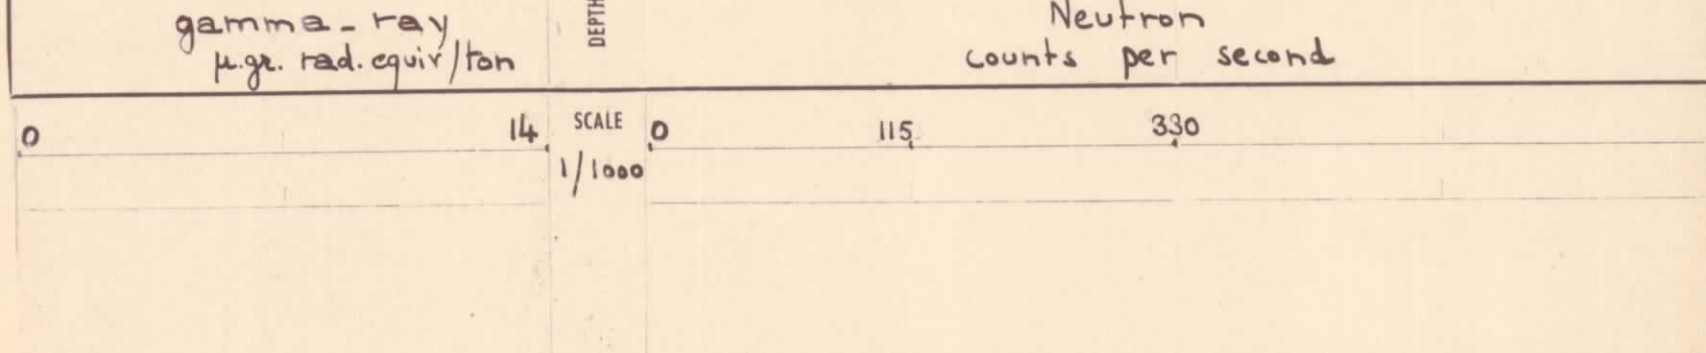 gamma-ray
µ.gr. rad. equiv/ton
DEPTH
Neutron
counts per second
0 14
SCALE
1/1000
0 115 330